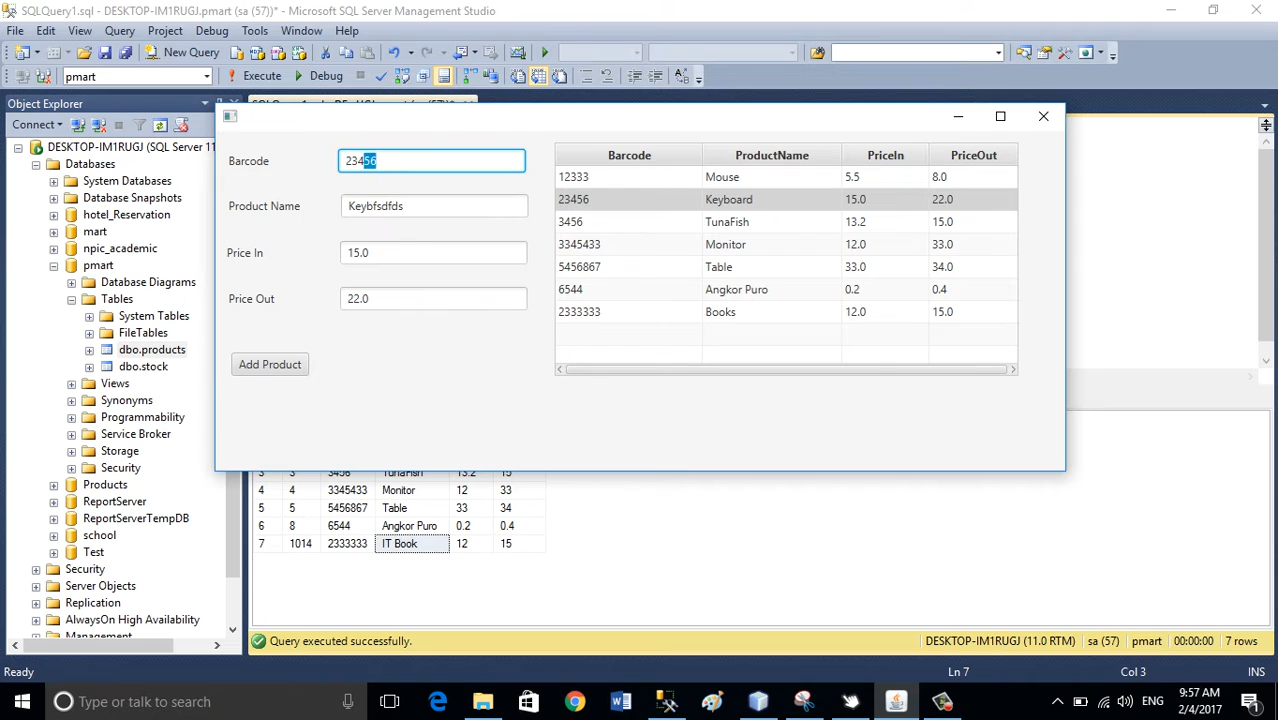 SQLQuery1.sql - DESKTOP-IM1RUGJ.pmart (sa (57))* - Microsoft SQL Server Management Studio
File Edit View Query Project Debug Tools Window Help
New Query
pmart Execute Debug
Object Explorer
Connect
DESKTOP-IM1RUGJ (SQL Server 11
Databases
System Databases
Database Snapshots
hotel_Reservation
mart
npic_academic
pmart
Database Diagrams
Tables
System Tables
FileTables
dbo.products
dbo.stock
Views
Synonyms
Programmability
Service Broker
Storage
Security
Products
ReportServer
ReportServerTempDB
school
Test
Security
Server Objects
Replication
AlwaysOn High Availability
Management
Barcode 23456
Product Name Keybfsdfds
Price In 15.0
Price Out 22.0
Add Product
Barcode ProductName PriceIn PriceOut
12333 Mouse 5.5 8.0
23456 Keyboard 15.0 22.0
3456 TunaFish 13.2 15.0
3345433 Monitor 12.0 33.0
5456867 Table 33.0 34.0
6544 Angkor Puro 0.2 0.4
2333333 Books 12.0 15.0
3 3 3456 TunaFish 13.2 15
4 4 3345433 Monitor 12 33
5 5 5456867 Table 33 34
6 8 6544 Angkor Puro 0.2 0.4
7 1014 2333333 IT Book 12 15
Query executed successfully. DESKTOP-IM1RUGJ (11.0 RTM) sa (57) pmart 00:00:00 7 rows
Ready Ln 7 Col 3 INS
Type or talk to search ENG 9:57 AM
2/4/2017